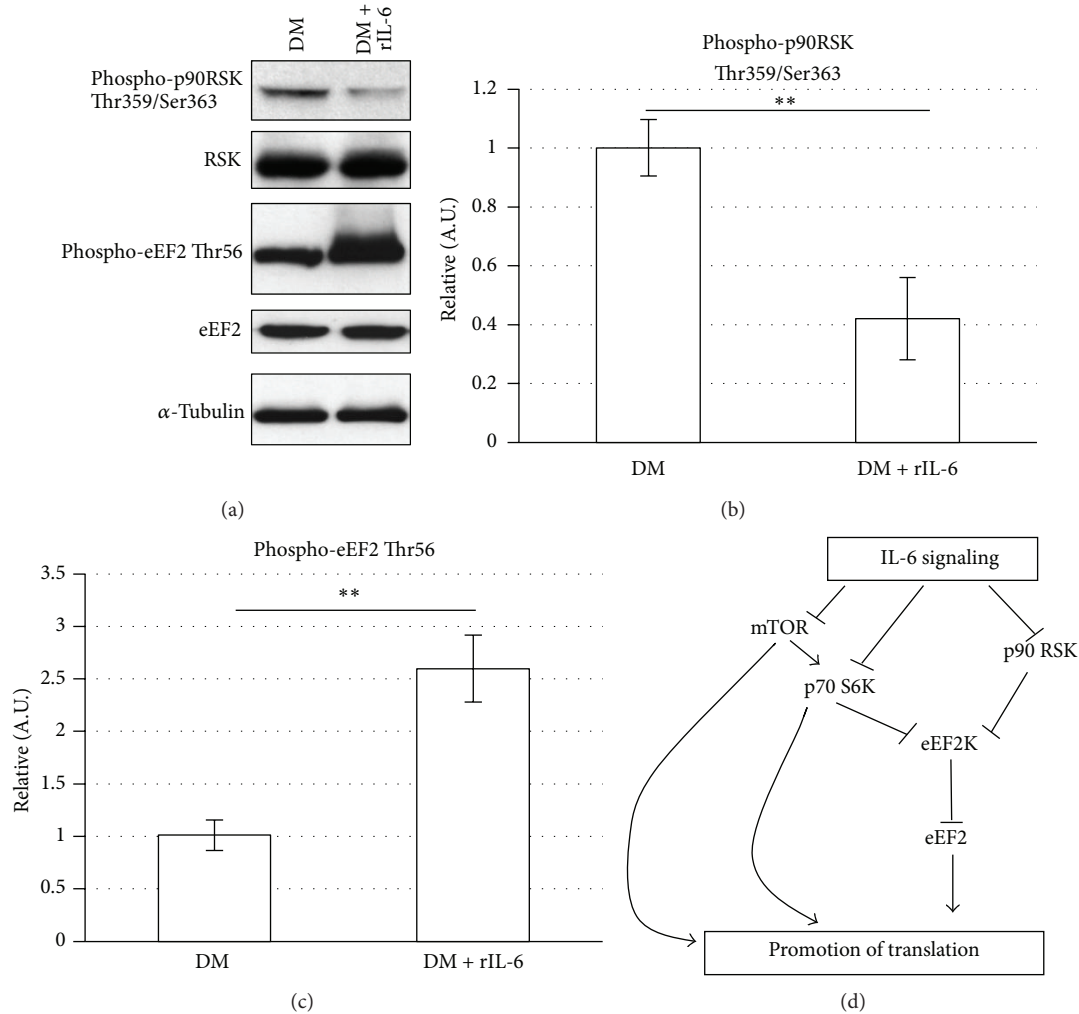 DM
DM +
rIL-6
Phospho-p90RSK
Thr359/Ser363
RSK
Phospho-eEF2 Thr56
eEF2
α-Tubulin
(a)
Phospho-p90RSK
Thr359/Ser363
1.2
1
0.8
0.6
0.4
0.2
0
Relative (A.U.)
**
DM
DM + rIL-6
(b)
Phospho-eEF2 Thr56
3.5
3
2.5
2
1.5
1
0.5
0
Relative (A.U.)
**
DM
DM + rIL-6
(c)
IL-6 signaling
mTOR
p90 RSK
p70 S6K
eEF2K
eEF2
Promotion of translation
(d)